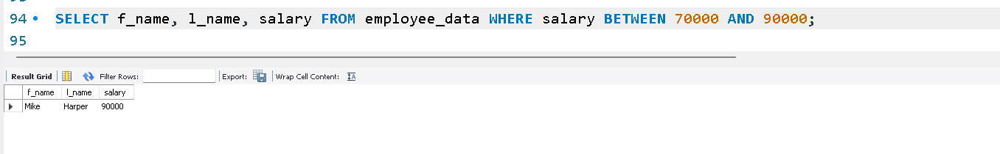 94 SELECT f_name, l_name, salary FROM employee_data WHERE salary BETWEEN 70000 AND 90000;
95
Result Grid Filter Rows: Export: Wrap Cell Content: IA
f_name l_name salary
Mike Harper 90000